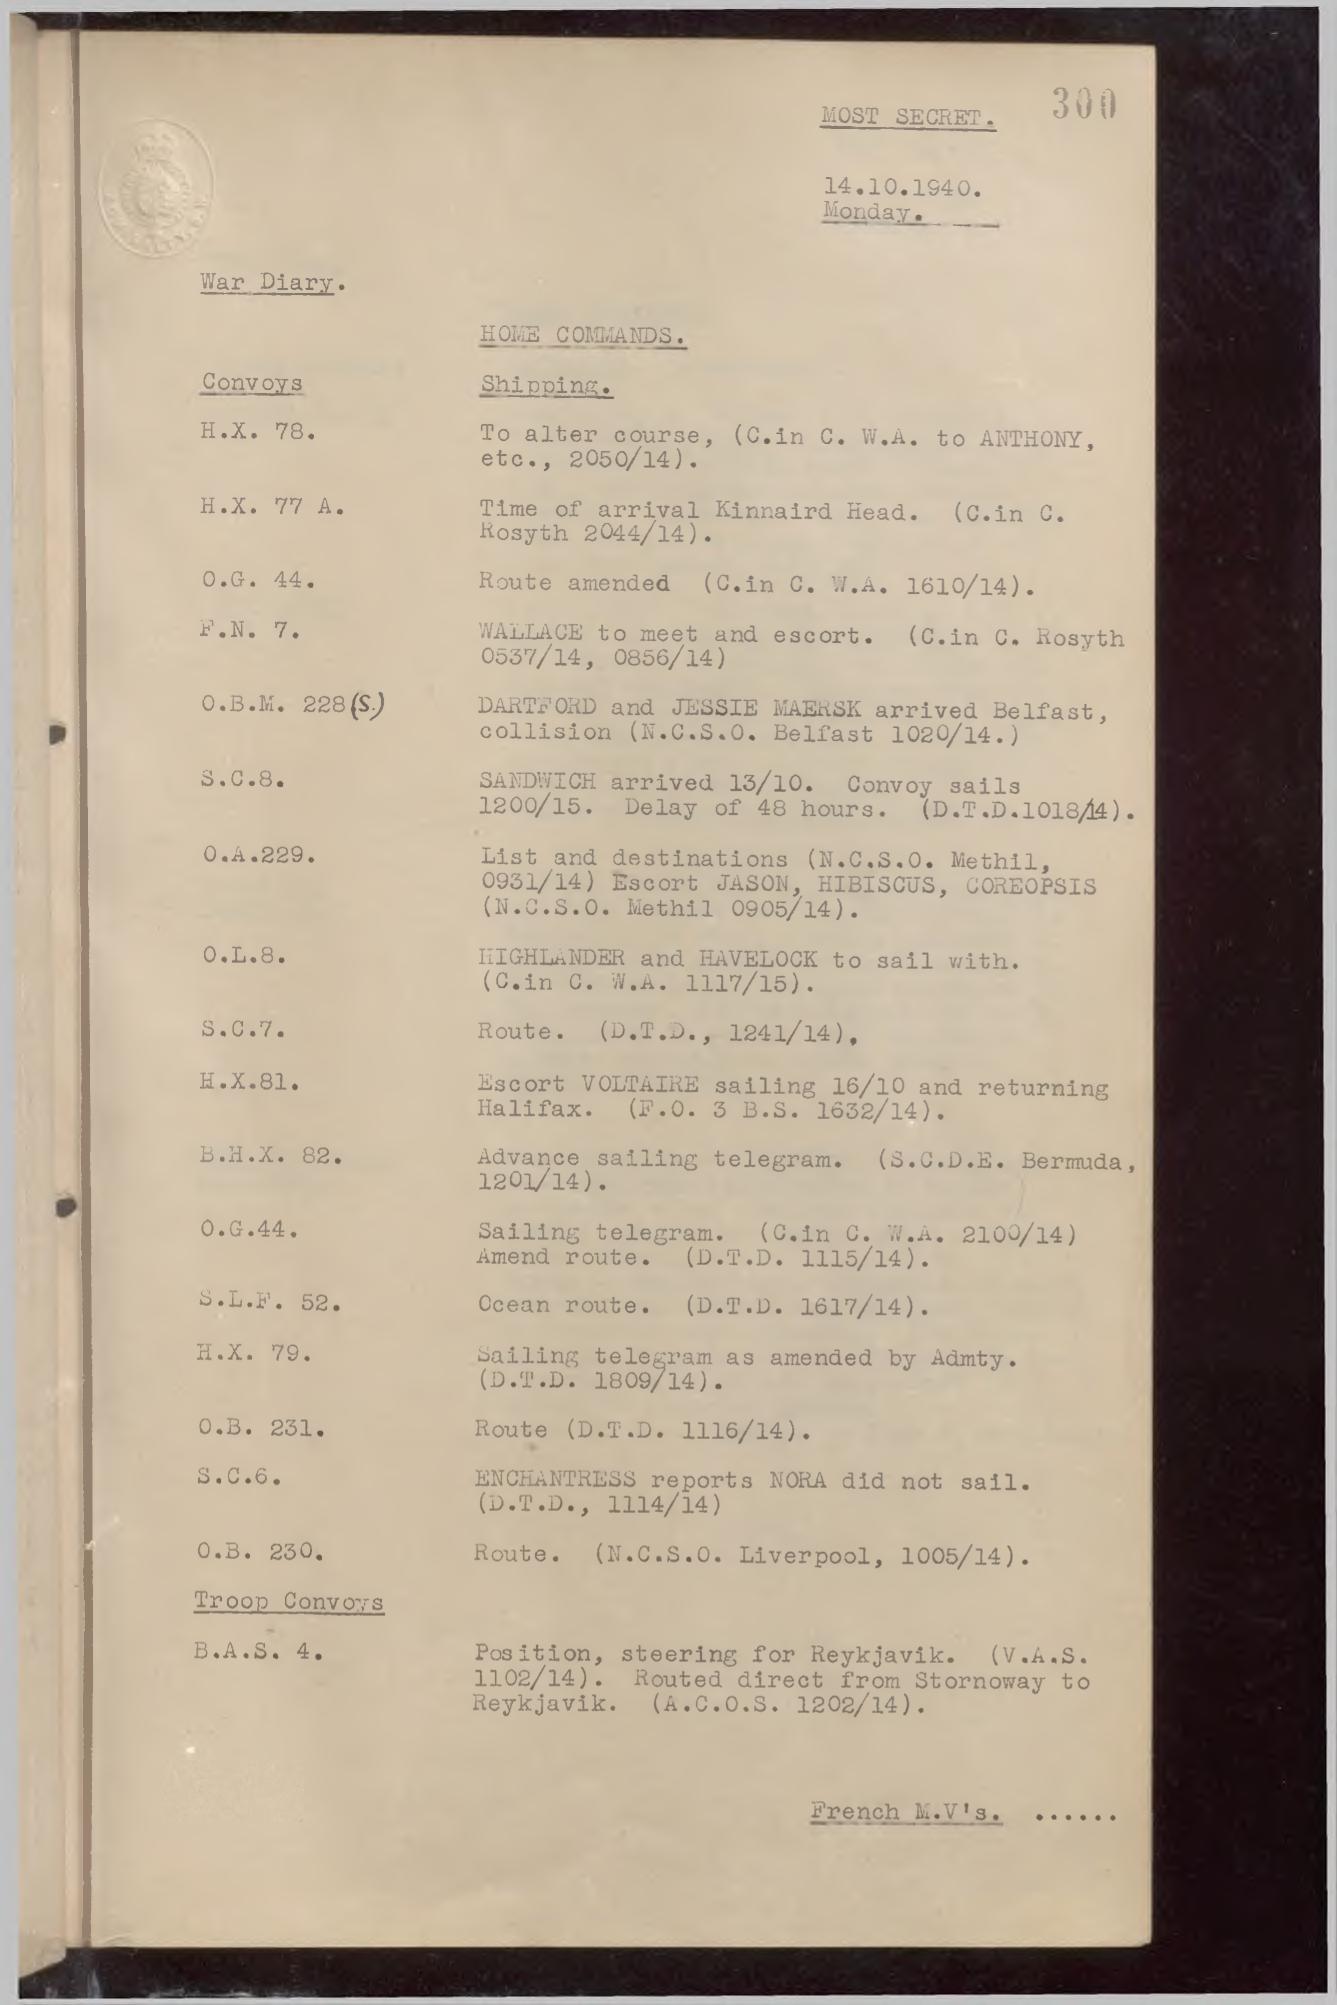 300
MOST SECRET.
14.10.1940.
Monday.
War Diary.
HOME COMMANDS.
Convoys Shipping.
H.X. 78. To alter course, (C.in C. W.A. to ANTHONY,
etc., 2050/14).
H.X. 77 A. Time of arrival Kinnaird Head. (C.in C.
Rosyth 2044/14).
O.G. 44. Route amended (C.in C. W.A. 1610/14).
F.N. 7. WALLACE to meet and escort. (C.in C. Rosyth
0537/14, 0856/14)
O.B.M. 228(S.) DARTFORD and JESSIE MAERSK arrived Belfast,
collision (N.C.S.O. Belfast 1020/14.)
S.C.8. SANDWICH arrived 13/10. Convoy sails
1200/15. Delay of 48 hours. (D.T.D.1018/14).
O.A.229. List and destinations (N.C.S.O. Methil,
0931/14) Escort JASON, HIBISCUS, COREOPSIS
(N.C.S.O. Methil 0905/14).
O.L.8. HIGHLANDER and HAVELOCK to sail with.
(C.in C. W.A. 1117/15).
S.C.7. Route. (D.T.D., 1241/14).
H.X.81. Escort VOLTAIRE sailing 16/10 and returning
Halifax. (F.O. 3 B.S. 1632/14).
B.H.X. 82. Advance sailing telegram. (S.C.D.E. Bermuda,
1201/14).
O.G.44. Sailing telegram. (C.in C. W.A. 2100/14)
Amend route. (D.T.D. 1115/14).
S.L.F. 52. Ocean route. (D.T.D. 1617/14).
H.X. 79. Sailing telegram as amended by Admty.
(D.T.D. 1809/14).
O.B. 231. Route (D.T.D. 1116/14).
S.C.6. ENCHANTRESS reports NORA did not sail.
(D.T.D., 1114/14)
O.B. 230. Route. (N.C.S.O. Liverpool, 1005/14).
Troop Convoys
B.A.S. 4. Position, steering for Reykjavik. (V.A.S.
1102/14). Routed direct from Stornoway to
Reykjavik. (A.C.O.S. 1202/14).
French M.V's. ......